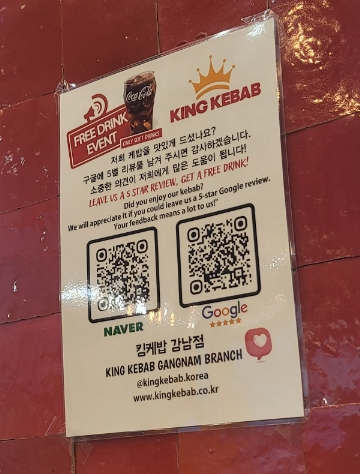 FREE DRINK
EVENT
Coca-Cola
ONLY SOFT DRINKS
KING KEBAB
저희 케밥을 맛있게 드셨나요?
구글에 5별 리뷰를 남겨 주시면 감사하겠습니다.
소중한 의견이 저희에게 많은 도움이 됩니다!
LEAVE US A 5 STAR REVIEW, GET A FREE DRINK!
Did you enjoy our kebab?
We will appreciate it if you could leave us a 5-star Google review.
Your feedback means a lot to us!"
NAVER
Google
킹케밥 강남점
KING KEBAB GANGNAM BRANCH
@kingkebab.korea
www.kingkebab.co.kr